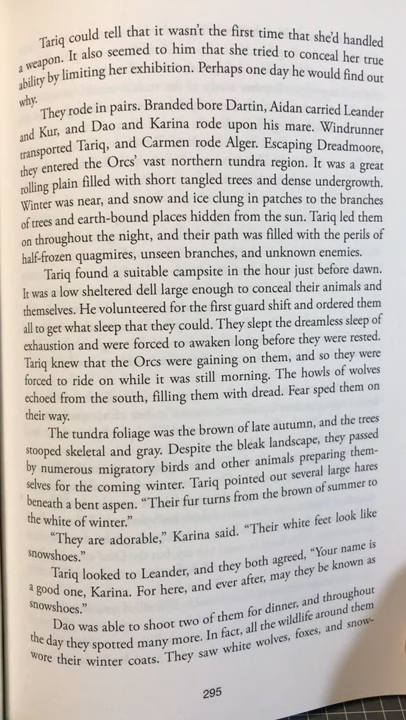 Tariq could tell that it wasn't the first time that she'd handled
a weapon. It also seemed to him that she tried to conceal her true
ability by limiting her exhibition. Perhaps one day he would find out
why.
They rode in pairs. Branded bore Dartin, Aidan carried Leander
and Kur, and Dao and Karina rode upon his mare. Windrunner
transported Tariq, and Carmen rode Alger. Escaping Dreadmoore,
they entered the Orcs' vast northern tundra region. It was a great
rolling plain filled with short tangled trees and dense undergrowth.
Winter was near, and snow and ice clung in patches to the branches
of trees and earth-bound places hidden from the sun. Tariq led them
on throughout the night, and their path was filled with the perils of
half-frozen quagmires, unseen branches, and unknown enemies.
Tariq found a suitable campsite in the hour just before dawn.
It was a low sheltered dell large enough to conceal their animals and
themselves. He volunteered for the first guard shift and ordered them
all to get what sleep that they could. They slept the dreamless sleep of
exhaustion and were forced to awaken long before they were rested.
Tariq knew that the Orcs were gaining on them, and so they were
forced to ride on while it was still morning. The howls of wolves
echoed from the south, filling them with dread. Fear sped them on
their way.
The tundra foliage was the brown of late autumn, and the trees
stooped skeletal and gray. Despite the bleak landscape, they passed
by numerous migratory birds and other animals preparing them-
selves for the coming winter. Tariq pointed out several large hares
beneath a bent aspen. "Their fur turns from the brown of summer to
the white of winter."
"They are adorable," Karina said. "Their white feet look like
snowshoes."
Tariq looked to Leander, and they both agreed, "Your name is
a good one, Karina. For here, and ever after, may they be known as
snowshoes."
Dao was able to shoot two of them for dinner, and throughout
the day they spotted many more. In fact, all the wildlife around them
wore their winter coats. They saw white wolves, foxes, and snow-
295